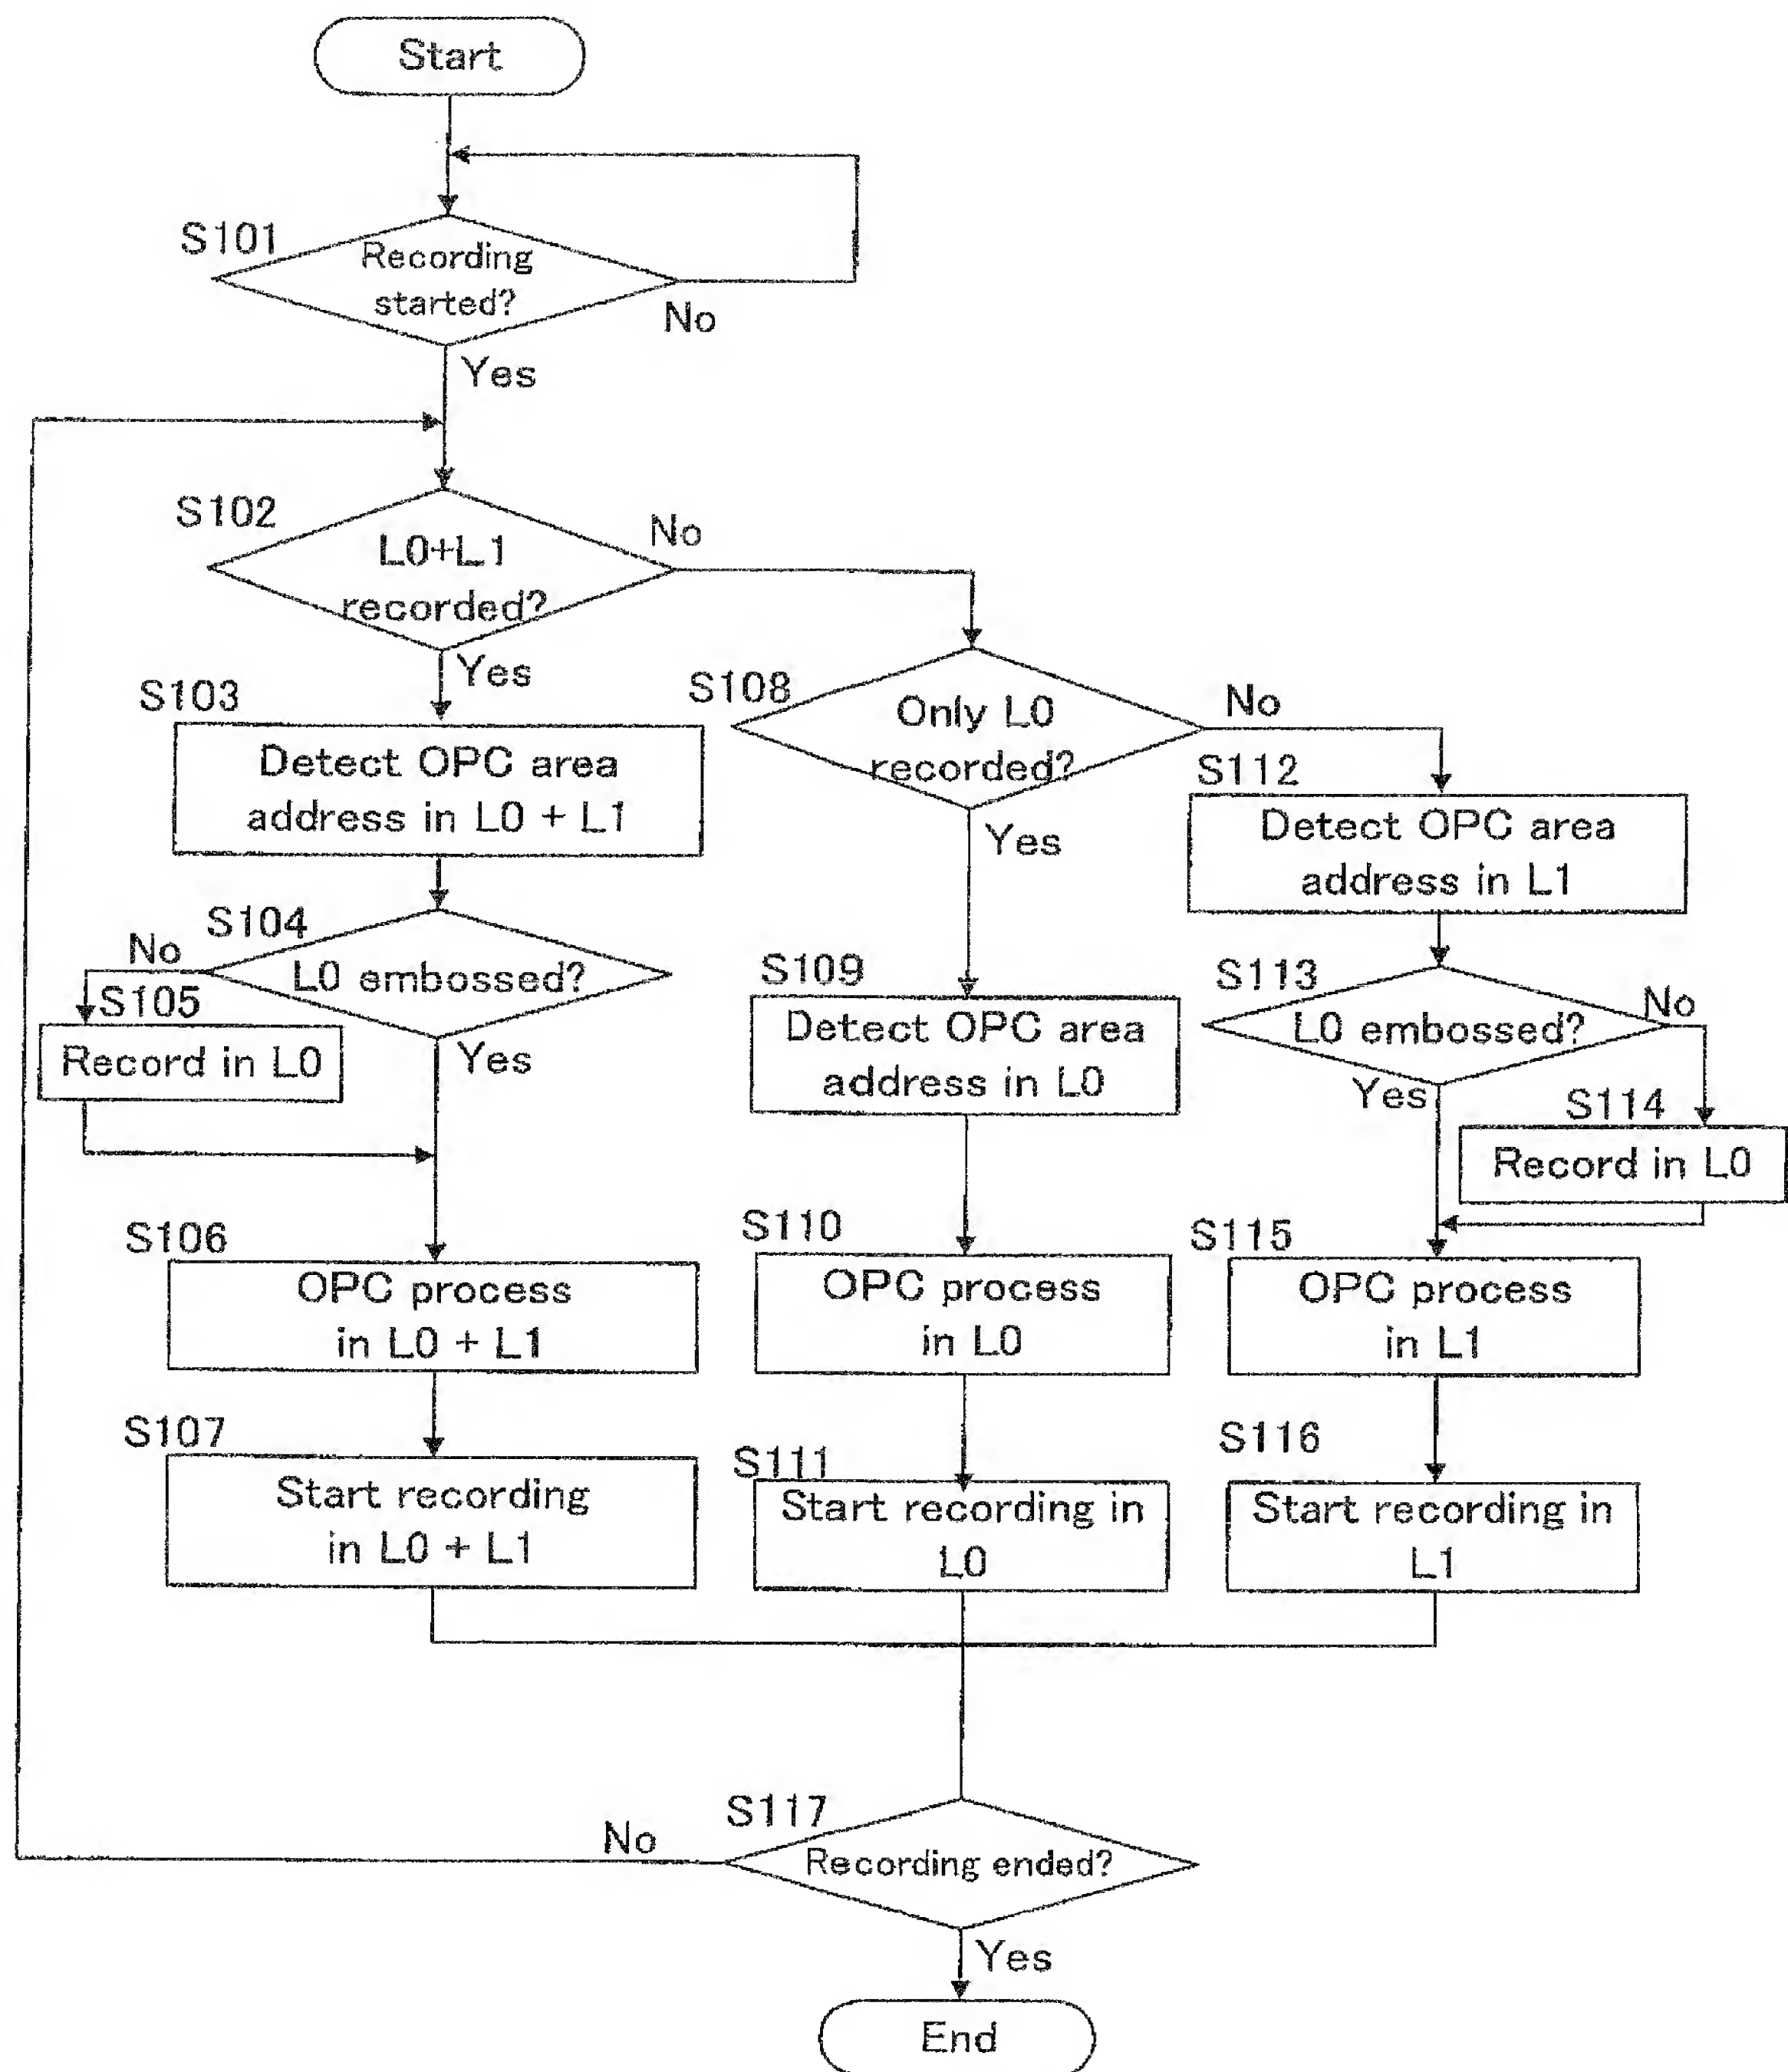 Start
S101
Recording
started?
No
Yes
S102
L0+L1
recorded?
No
Yes
S103
Detect OPC area
address in L0 + L1
S108
Only L0
recorded?
No
Yes
S112
Detect OPC area
address in L1
S104
L0 embossed?
No
Yes
S105
Record in L0
S109
Detect OPC area
address in L0
S113
L0 embossed?
No
Yes
S114
Record in L0
S106
OPC process
in L0 + L1
S110
OPC process
in L0
S115
OPC process
in L1
S107
Start recording
in L0 + L1
S111
Start recording in
L0
S116
Start recording in
L1
S117
Recording ended?
No
Yes
End